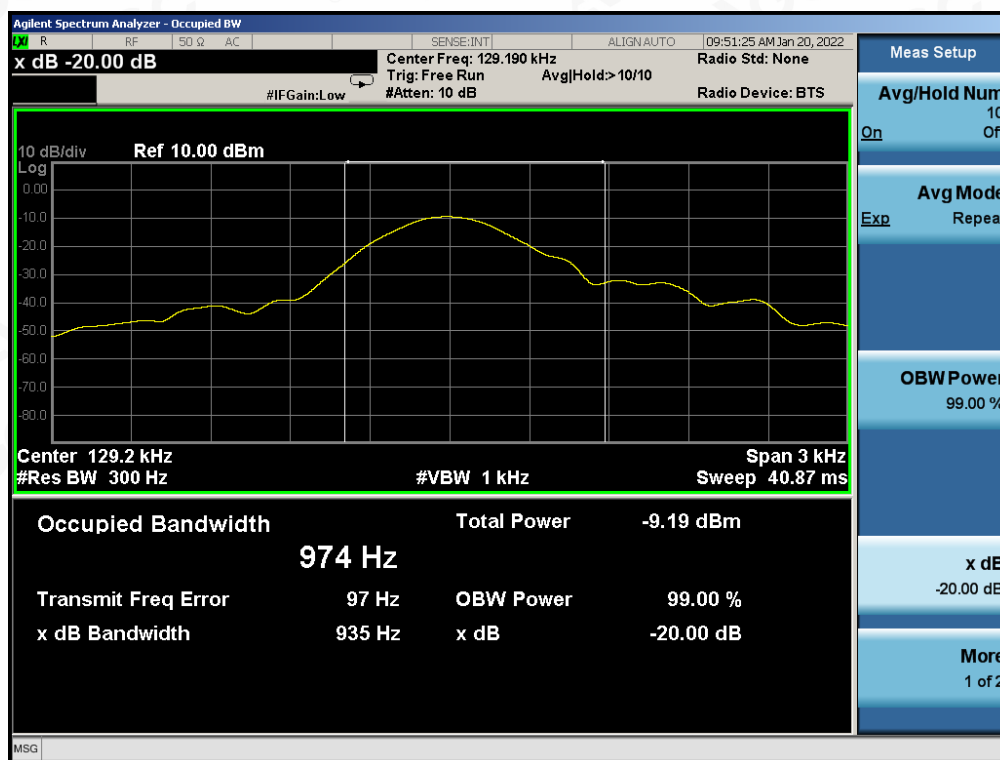 Agilent Spectrum Analyzer - Occupied BW
LXI R RF 50 Ω AC SENSE:INT ALIGN AUTO 09:51:25 AM Jan 20, 2022
x dB -20.00 dB
Center Freq: 129.190 kHz Radio Std: None
Trig: Free Run Avg|Hold:>10/10
#IFGain:Low #Atten: 10 dB Radio Device: BTS
10 dB/div Ref 10.00 dBm
Log
0.00
-10.0
-20.0
-30.0
-40.0
-50.0
-60.0
-70.0
-80.0
Center 129.2 kHz Span 3 kHz
#Res BW 300 Hz #VBW 1 kHz Sweep 40.87 ms
Occupied Bandwidth Total Power -9.19 dBm
974 Hz
Transmit Freq Error 97 Hz OBW Power 99.00 %
x dB Bandwidth 935 Hz x dB -20.00 dB
MSG
Meas Setup
Avg/Hold Num
10
On Of
Avg Mode
Exp Repea
OBW Power
99.00 %
x dB
-20.00 dB
More
1 of 2